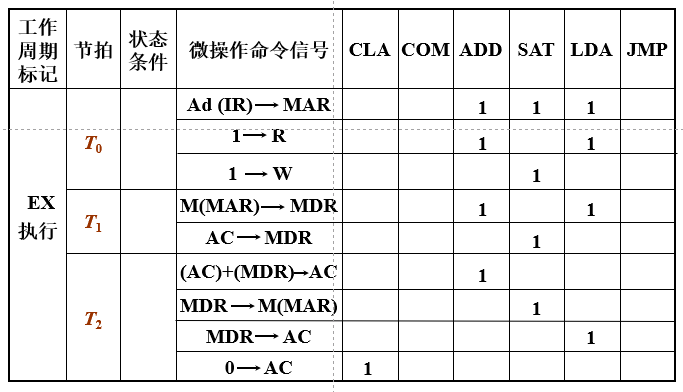 工作周期标记 节拍 状态条件 微操作命令信号 CLA COM ADD SAT LDA JMP
EX 执行
T0
Ad (IR)→MAR 1 1 1
1→R 1 1
1→W 1
T1
M(MAR)→MDR 1 1
AC→MDR 1
T2
(AC)+(MDR)→AC 1
MDR→M(MAR) 1
MDR→AC 1
0→AC 1